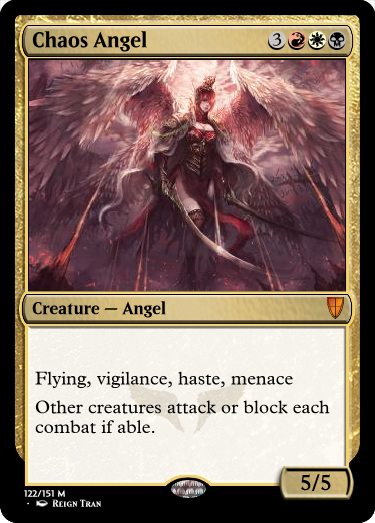 Chaos Angel 3
Creature — Angel
Flying, vigilance, haste, menace
Other creatures attack or block each
combat if able.
5/5
122/151 M
· Reign Tran